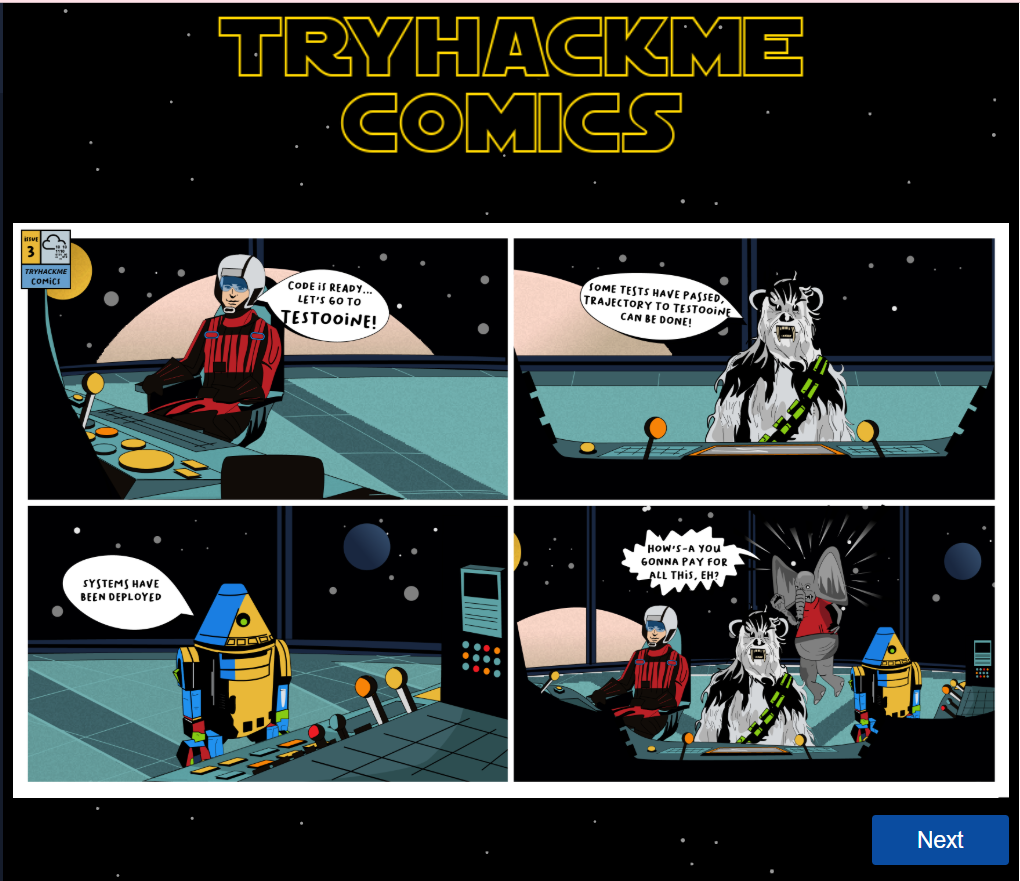 TRYHACKME
COMICS
ISSUE
3
TRYHACKME
COMICS
CODE IS READY...
LET'S GO TO
TESTOOINE!
SOME TESTS HAVE PASSED,
TRAJECTORY TO TESTOOINE
CAN BE DONE!
SYSTEMS HAVE
BEEN DEPLOYED
HOW'S-A YOU
GONNA PAY FOR
ALL THIS, EH?
Next